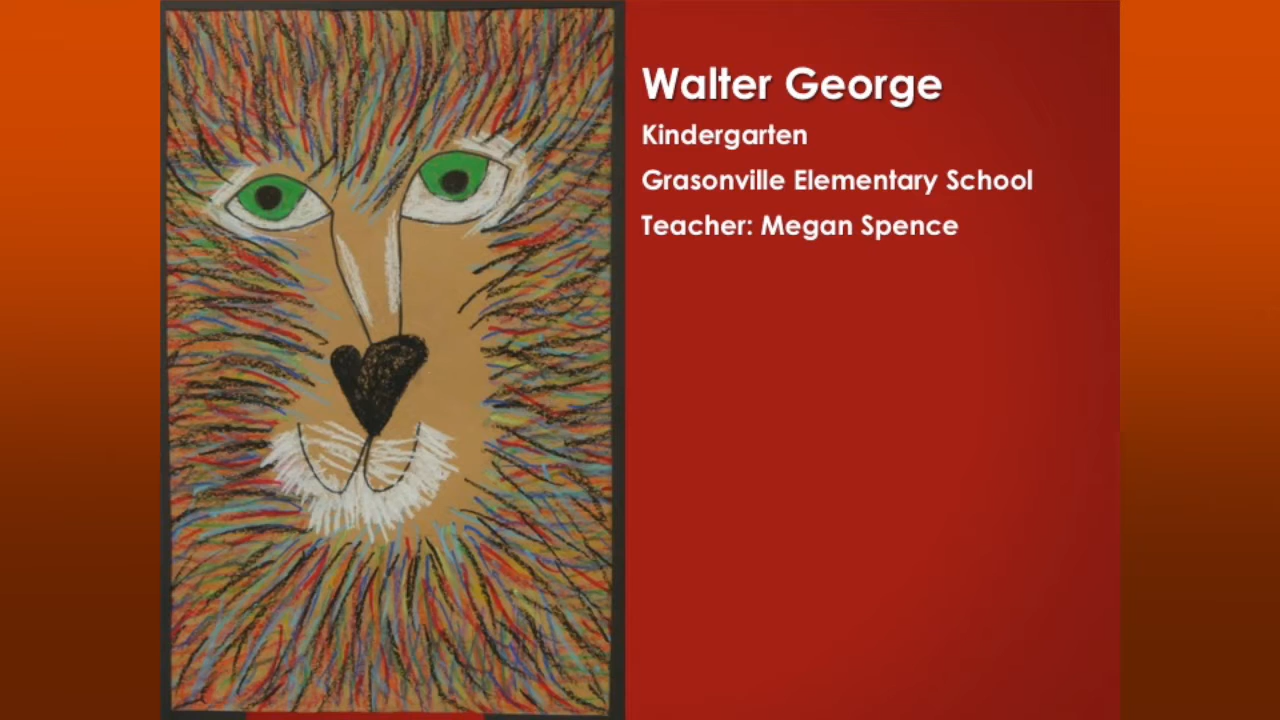 Walter George
Kindergarten
Grasonville Elementary School
Teacher: Megan Spence